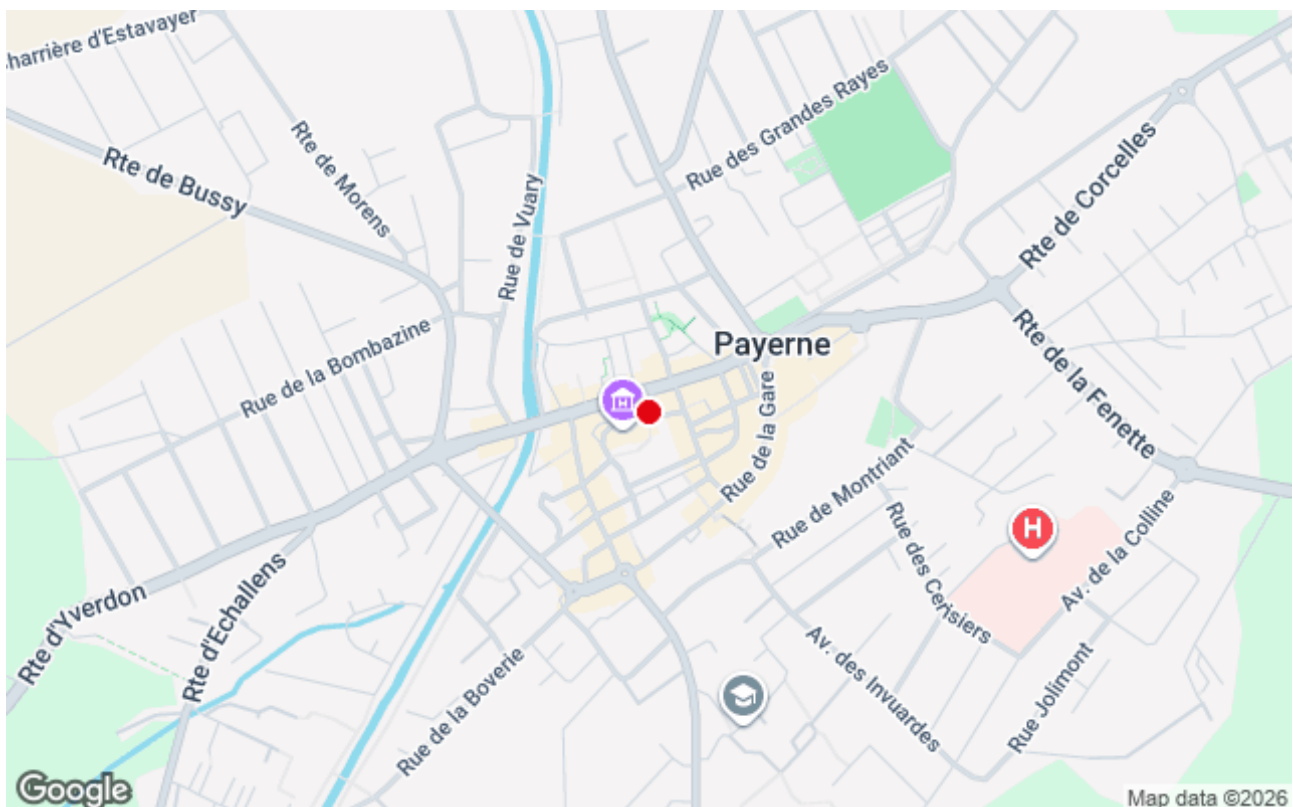 Charrière d'Estavayer
Rte de Morens
Rue des Grandes Rayes
Rte de Bussy
Rue de Vuary
Rte de Corcelles
Rue de la Bombazine
Payerne
Rte de la Fenette
Rue de la Gare
Rue de Montriant
H
Rue des Cerisiers
Av. de la Colline
Rte d'Yverdon
Rte d'Echallens
Rue de la Boverie
Av. des Invuardes
Rue Jolimont
Google
Map data ©2026